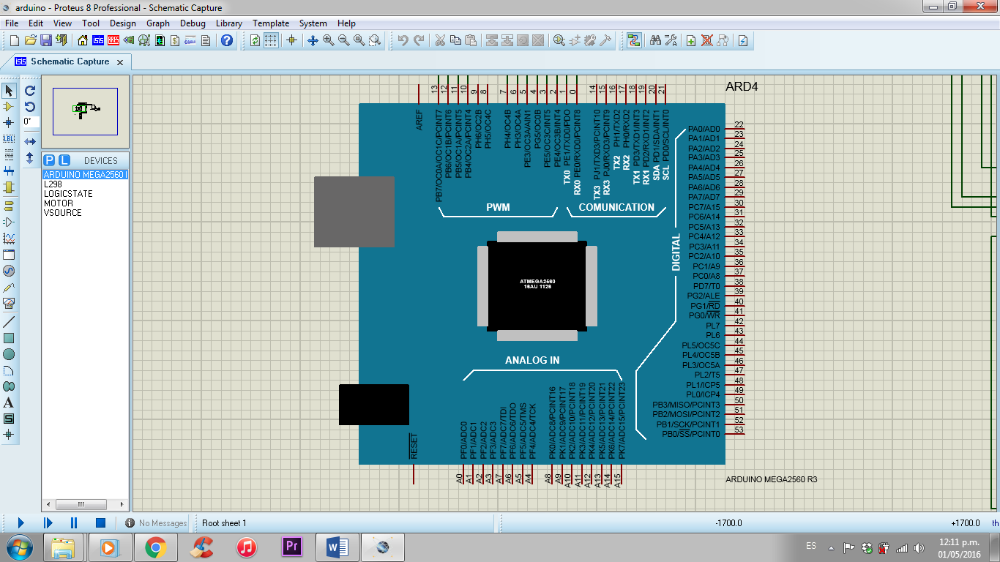 arduino - Proteus 8 Professional - Schematic Capture
File Edit View Tool Design Graph Debug Library Template System Help
Schematic Capture
0°
P L DEVICES
ARDUINO MEGA2560
L298
LOGICSTATE
MOTOR
VSOURCE
LBL
A
S
ARD4
AREF
13 12 11 10 9 8 7 6 5 4 3 2 1 0 14 15 16 17 18 19 20 21
PB7/OC0A/OC1C/PCINT7
PB6/OC1B/PCINT6
PB5/OC1A/PCINT5
PB4/OC2A/PCINT4
PH6/OC2B
PH5/OC4C
PH4/OC4B
PH3/OC4A
PE3/OC3A/AIN1
PG5/OC0B
PE5/OC3C/INT5
PE4/OC3B/INT4
TX0 PE1/TXD0/PDO
RX0 PE0/RXD0/PCINT8
TX3 PJ1/TXD3/PCINT10
RX3 PJ0/RXD3/PCINT9
TX2 PH1/TXD2
RX2 PH0/RXD2
TX1 PD3/TXD1/INT3
RX1 PD2/RXD1/INT2
SDA PD1/SDA/INT1
SCL PD0/SCL/INT0
PWM
COMUNICATION
DIGITAL
ATMEGA2560
16AU 1126
PA0/AD0 22
PA1/AD1 23
PA2/AD2 24
PA3/AD3 25
PA4/AD4 26
PA5/AD5 27
PA6/AD6 28
PA7/AD7 29
PC7/A15 30
PC6/A14 31
PC5/A13 32
PC4/A12 33
PC3/A11 34
PC2/A10 35
PC1/A9 36
PC0/A8 37
PD7/T0 38
PG2/ALE 39
PG1/RD 40
PG0/WR 41
PL7 42
PL6 43
PL5/OC5C 44
PL4/OC5B 45
PL3/OC5A 46
PL2/T5 47
PL1/ICP5 48
PL0/ICP4 49
PB3/MISO/PCINT3 50
PB2/MOSI/PCINT2 51
PB1/SCK/PCINT1 52
PB0/SS/PCINT0 53
ANALOG IN
RESET
PF0/ADC0
PF1/ADC1
PF2/ADC2
PF3/ADC3
PF7/ADC7/TDI
PF6/ADC6/TDO
PF5/ADC5/TMS
PF4/ADC4/TCK
PK0/ADC8/PCINT16
PK1/ADC9/PCINT17
PK2/ADC10/PCINT18
PK3/ADC11/PCINT19
PK4/ADC12/PCINT20
PK5/ADC13/PCINT21
PK6/ADC14/PCINT22
PK7/ADC15/PCINT23
A0 A1 A2 A3 A7 A6 A5 A4 A8 A9 A10 A11 A12 A13 A14 A15
ARDUINO MEGA2560 R3
No Messages Root sheet 1 -1700.0 +1700.0 th
Pr W ES 12:11 p.m.
01/05/2016